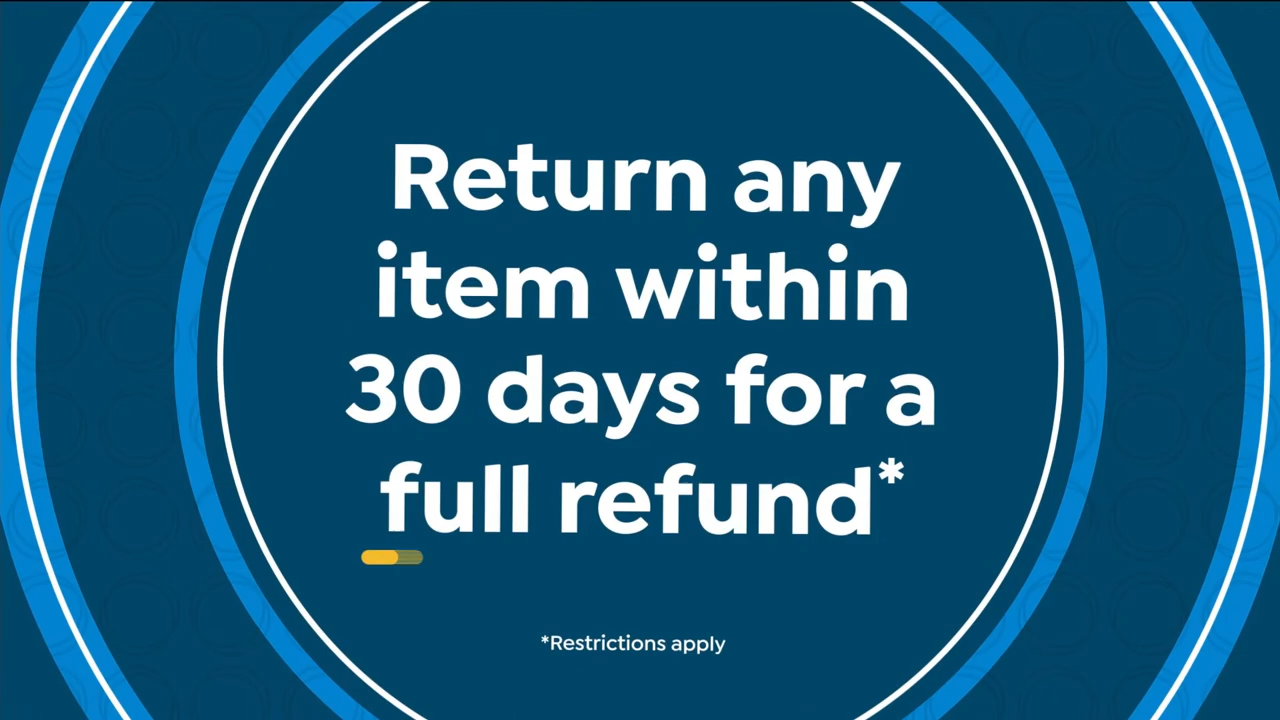 Return any
item within
30 days for a
full refund*
*Restrictions apply